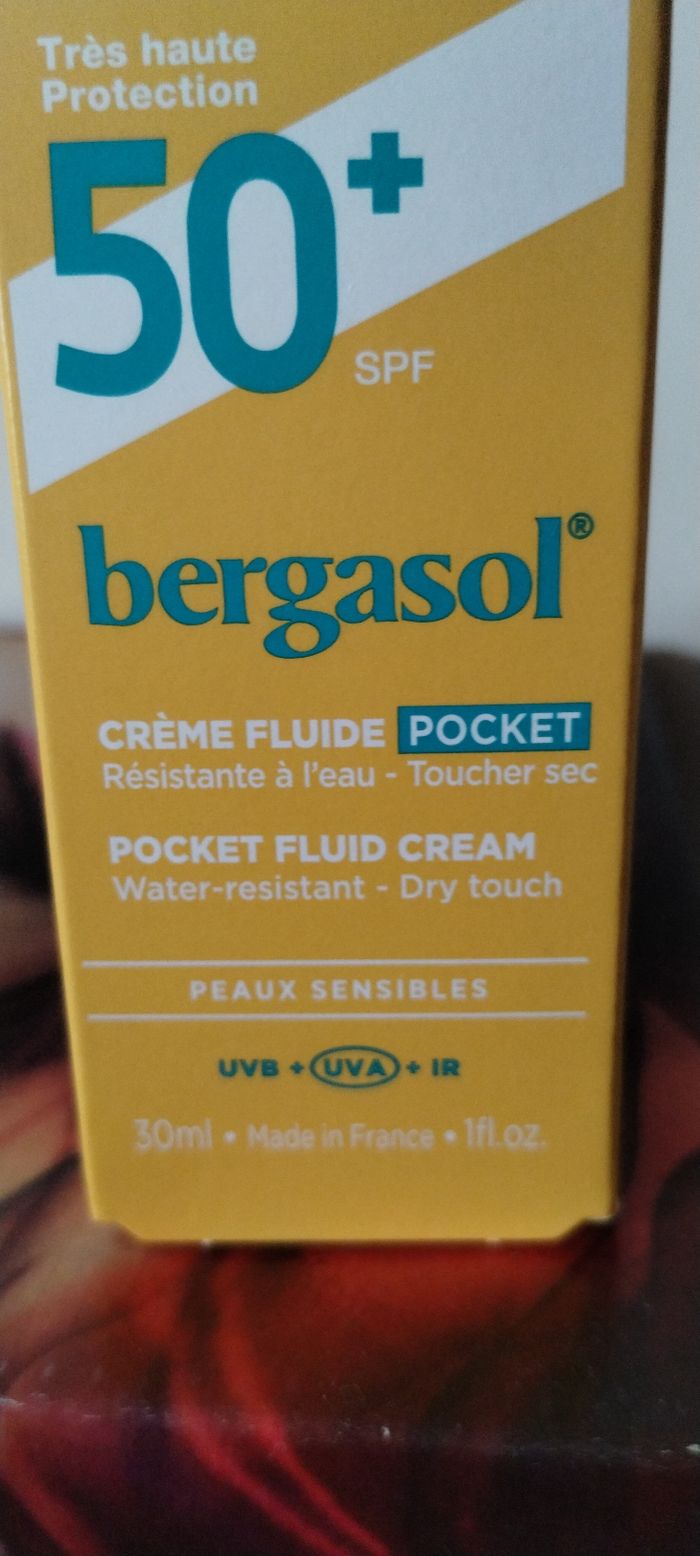 Très haute
Protection
50+
SPF
bergasol®
CRÈME FLUIDE POCKET
Résistante à l'eau - Toucher sec
POCKET FLUID CREAM
Water-resistant - Dry touch
PEAUX SENSIBLES
UVB + UVA + IR
30ml • Made in France • 1fl.oz.